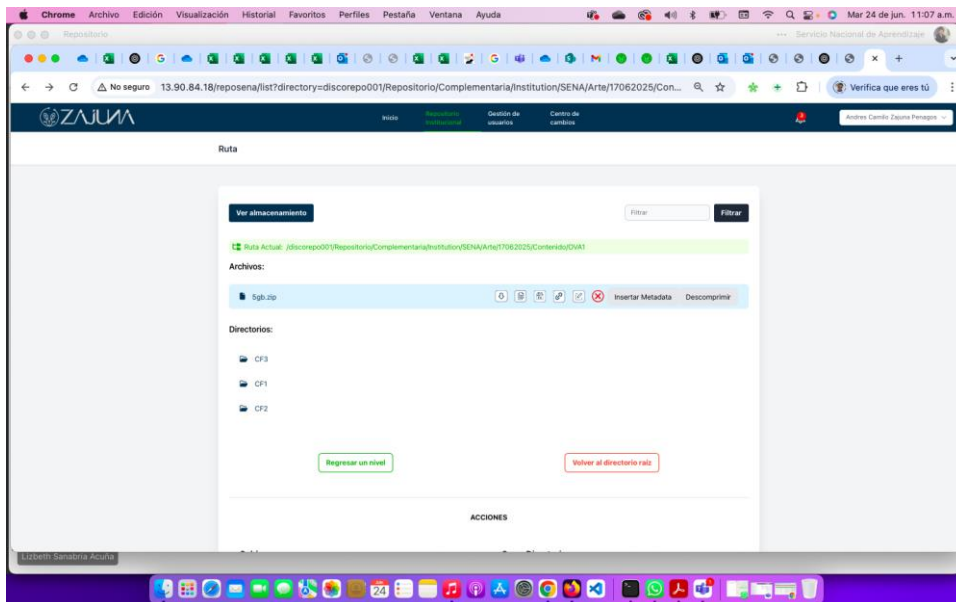 Chrome Archivo Edición Visualización Historial Favoritos Perfiles Pestaña Ventana Ayuda Mar 24 de jun. 11:07 a.m.
Repositorio Servicio Nacional de Aprendizaje
No seguro 13.90.84.18/reposena/list?directory=discorepo001/Repositorio/Complementaria/Institution/SENA/Arte/17062025/Con... Verifica que eres tú
ZAJUNA Inicio Repositorio Institucional Gestión de usuarios Centro de cambios Andres Camilo Zajuna Penagos
Ruta
Ver almacenamiento Filtrar Filtrar
Ruta Actual: /discorepo001/Repositorio/Complementaria/Institution/SENA/Arte/17062025/Contenido/OVA1
Archivos:
5gb.zip Insertar Metadata Descomprimir
Directorios:
CF3
CF1
CF2
Regresar un nivel Volver al directorio raíz
ACCIONES
Lizbeth Sanabria Acuña
24